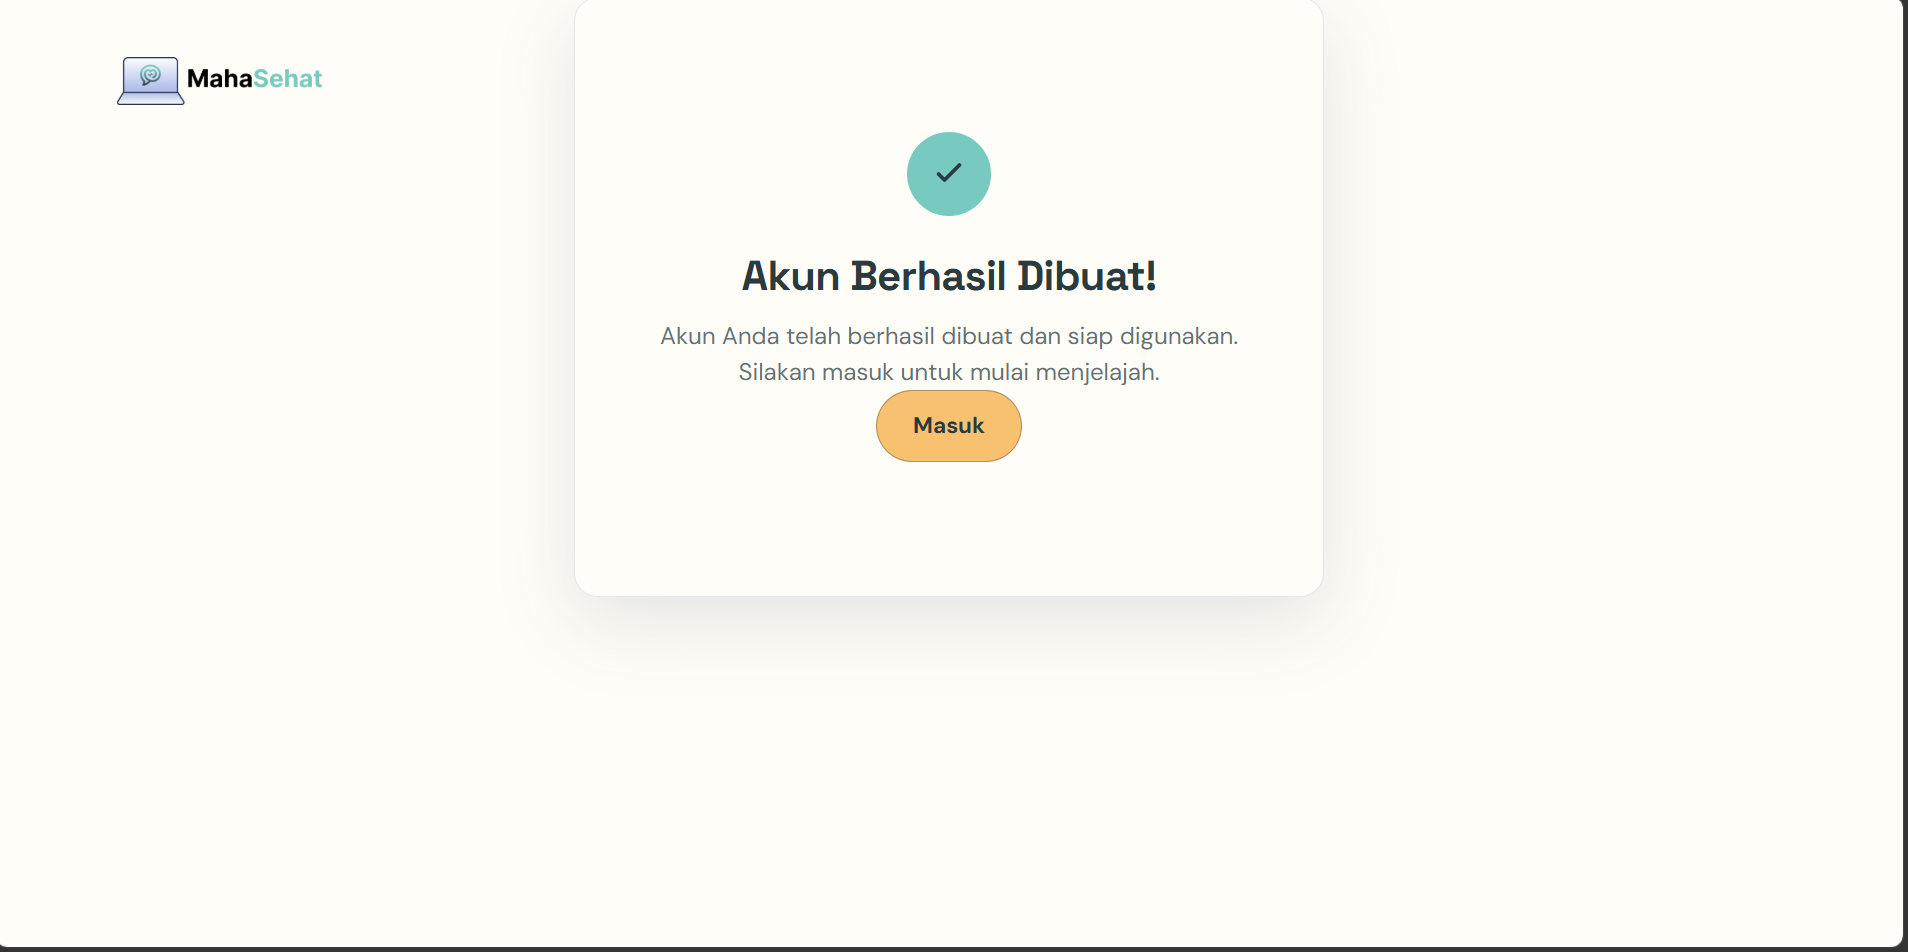 MahaSehat
Akun Berhasil Dibuat!
Akun Anda telah berhasil dibuat dan siap digunakan.
Silakan masuk untuk mulai menjelajah.
Masuk